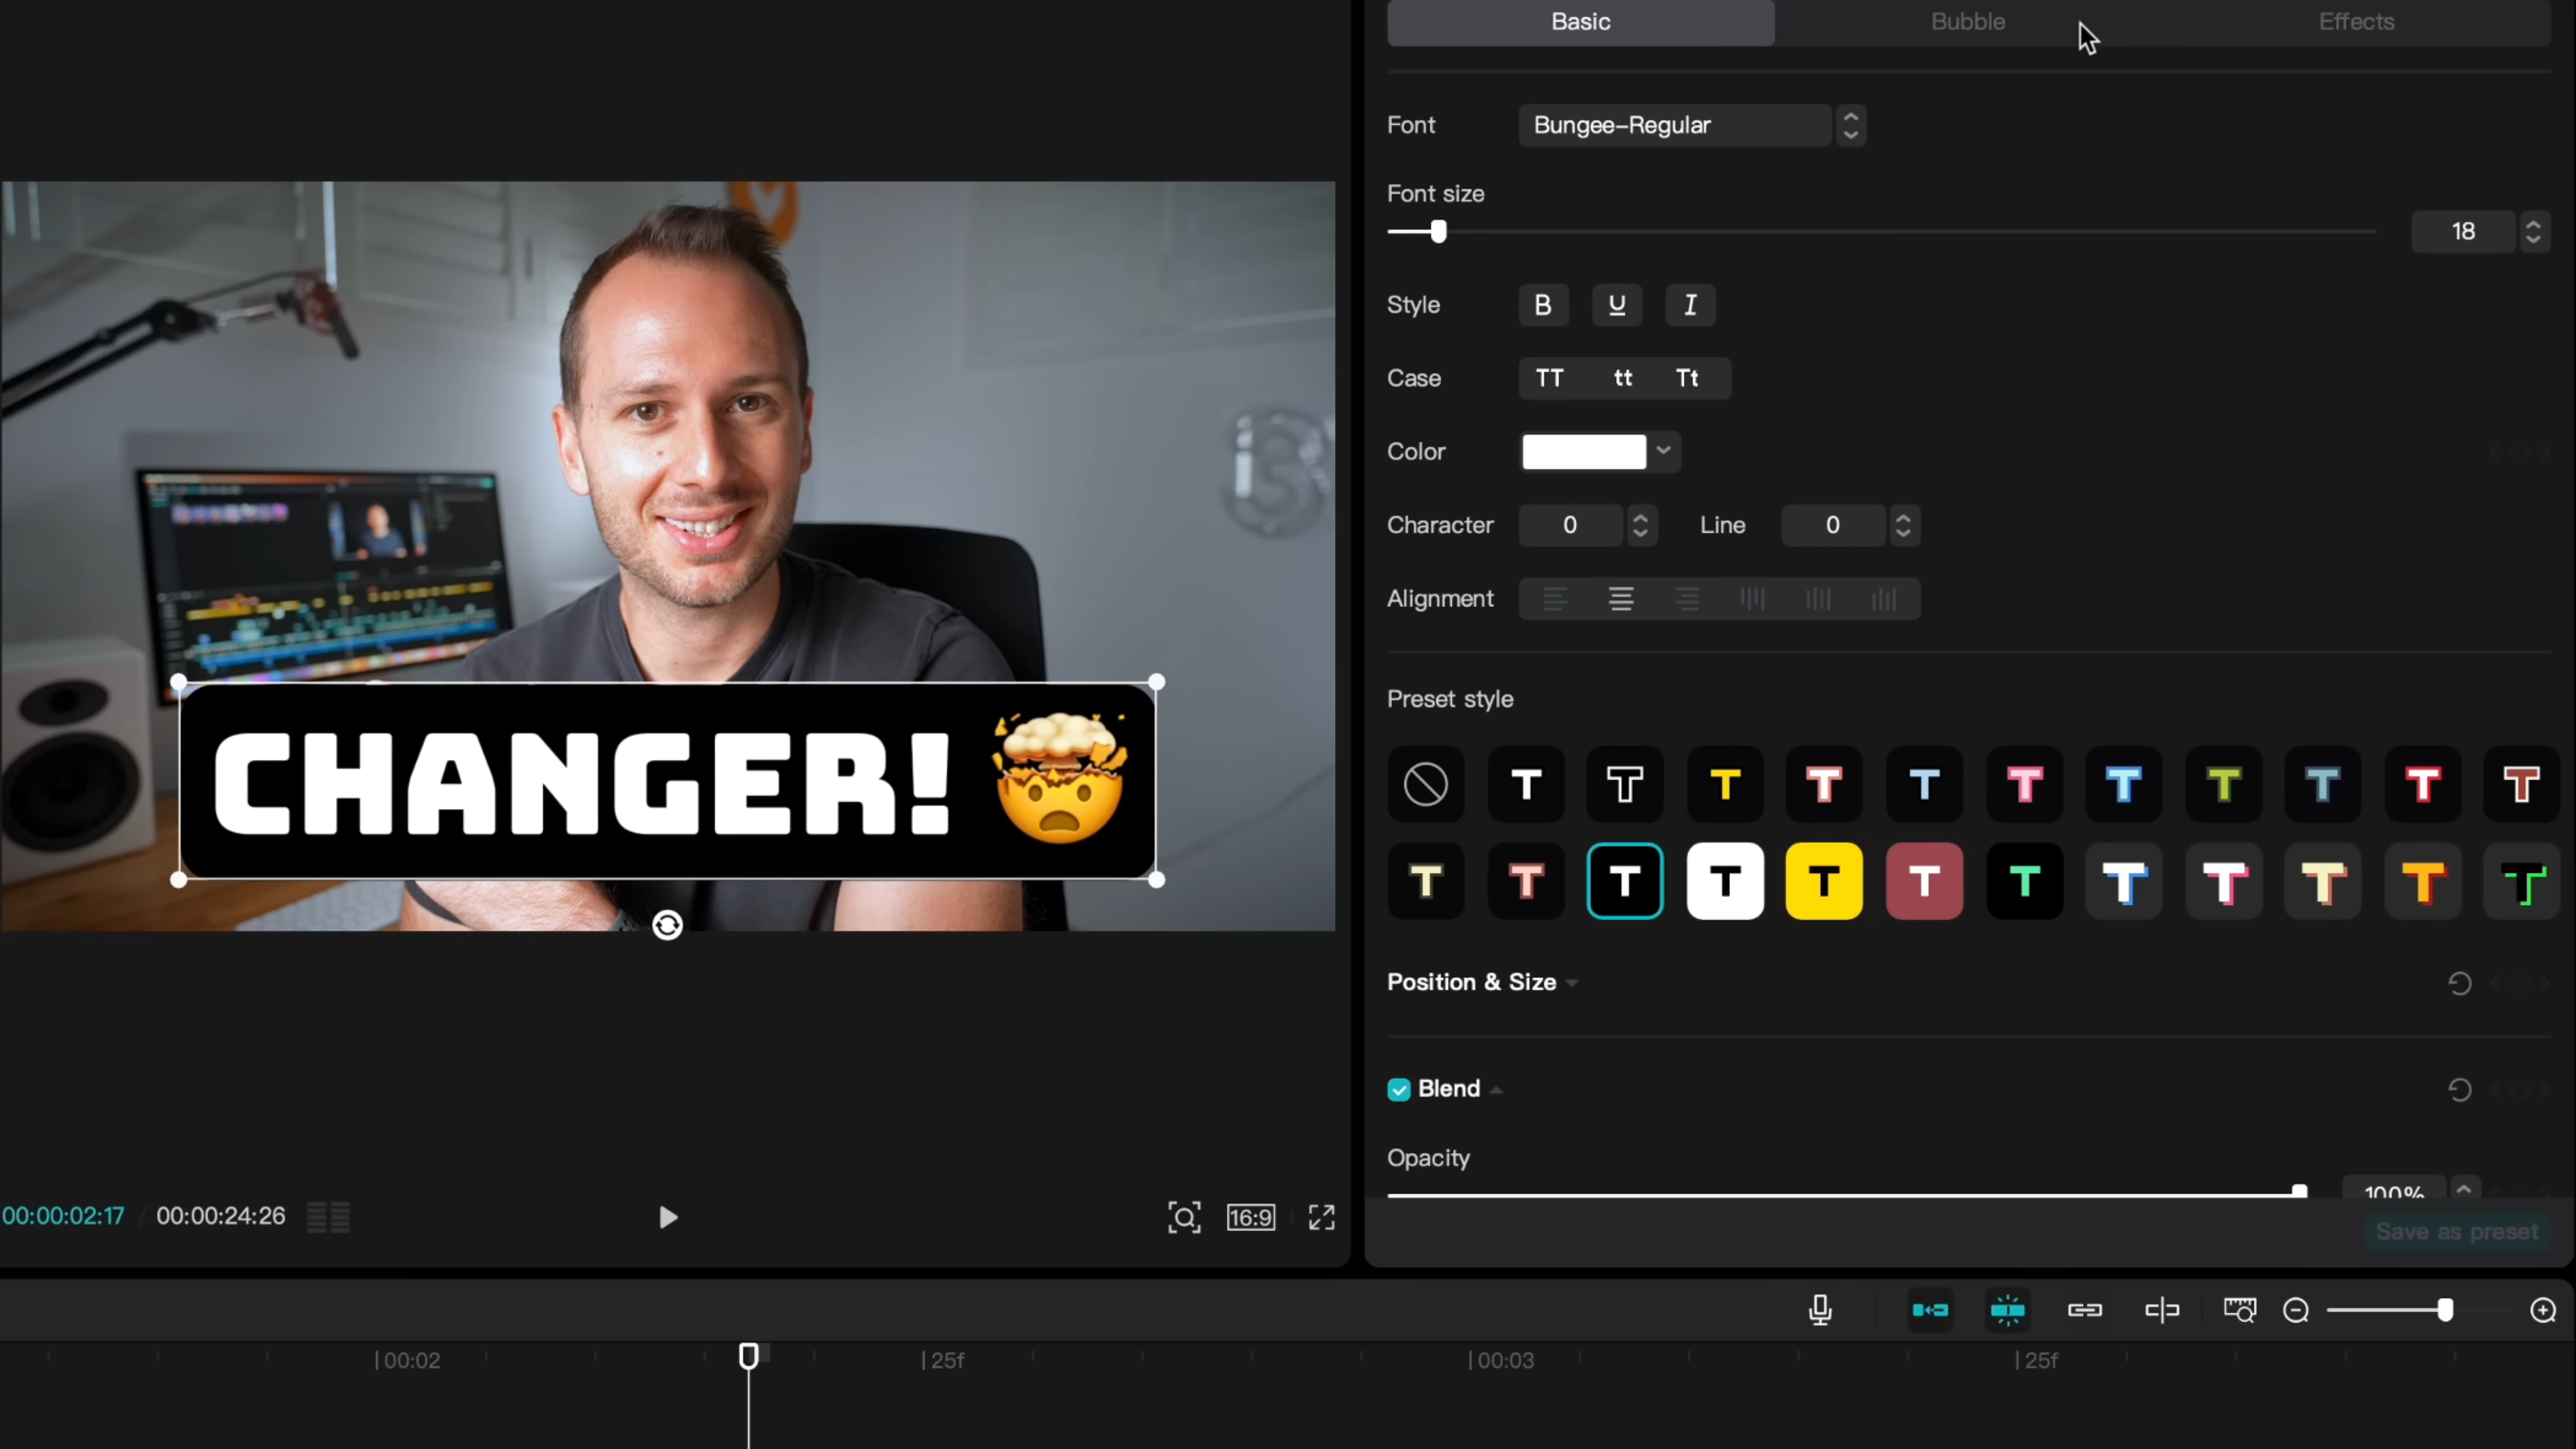 Basic Bubble Effects
Font Bungee-Regular
Font size
18
Style B U I
Case TT tt Tt
Color
Character 0 Line 0
Alignment
CHANGER! 🤯
Preset style
T T T T T T T T T T T
T T T T T T T T T T T T
Position & Size
Blend
Opacity
100%
00:00:02:17 / 00:00:24:26 16:9
Save as preset
00:02 25f 00:03 25f